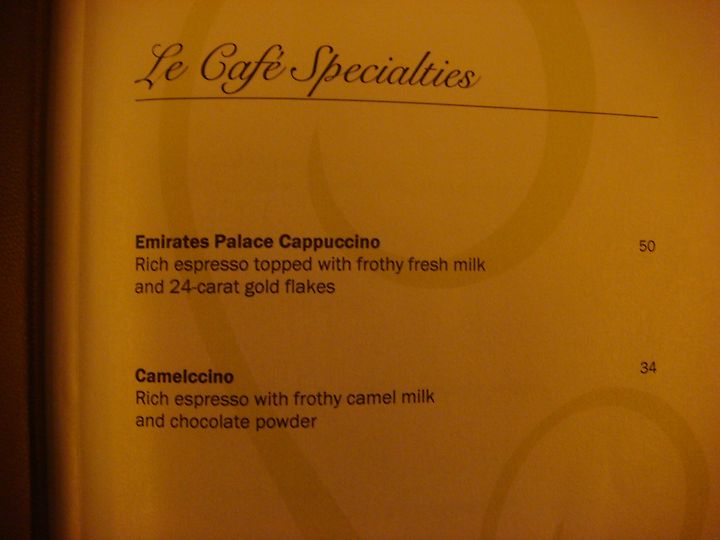 Le Café Specialties
Emirates Palace Cappuccino 50
Rich espresso topped with frothy fresh milk
and 24-carat gold flakes
Camelccino 34
Rich espresso with frothy camel milk
and chocolate powder